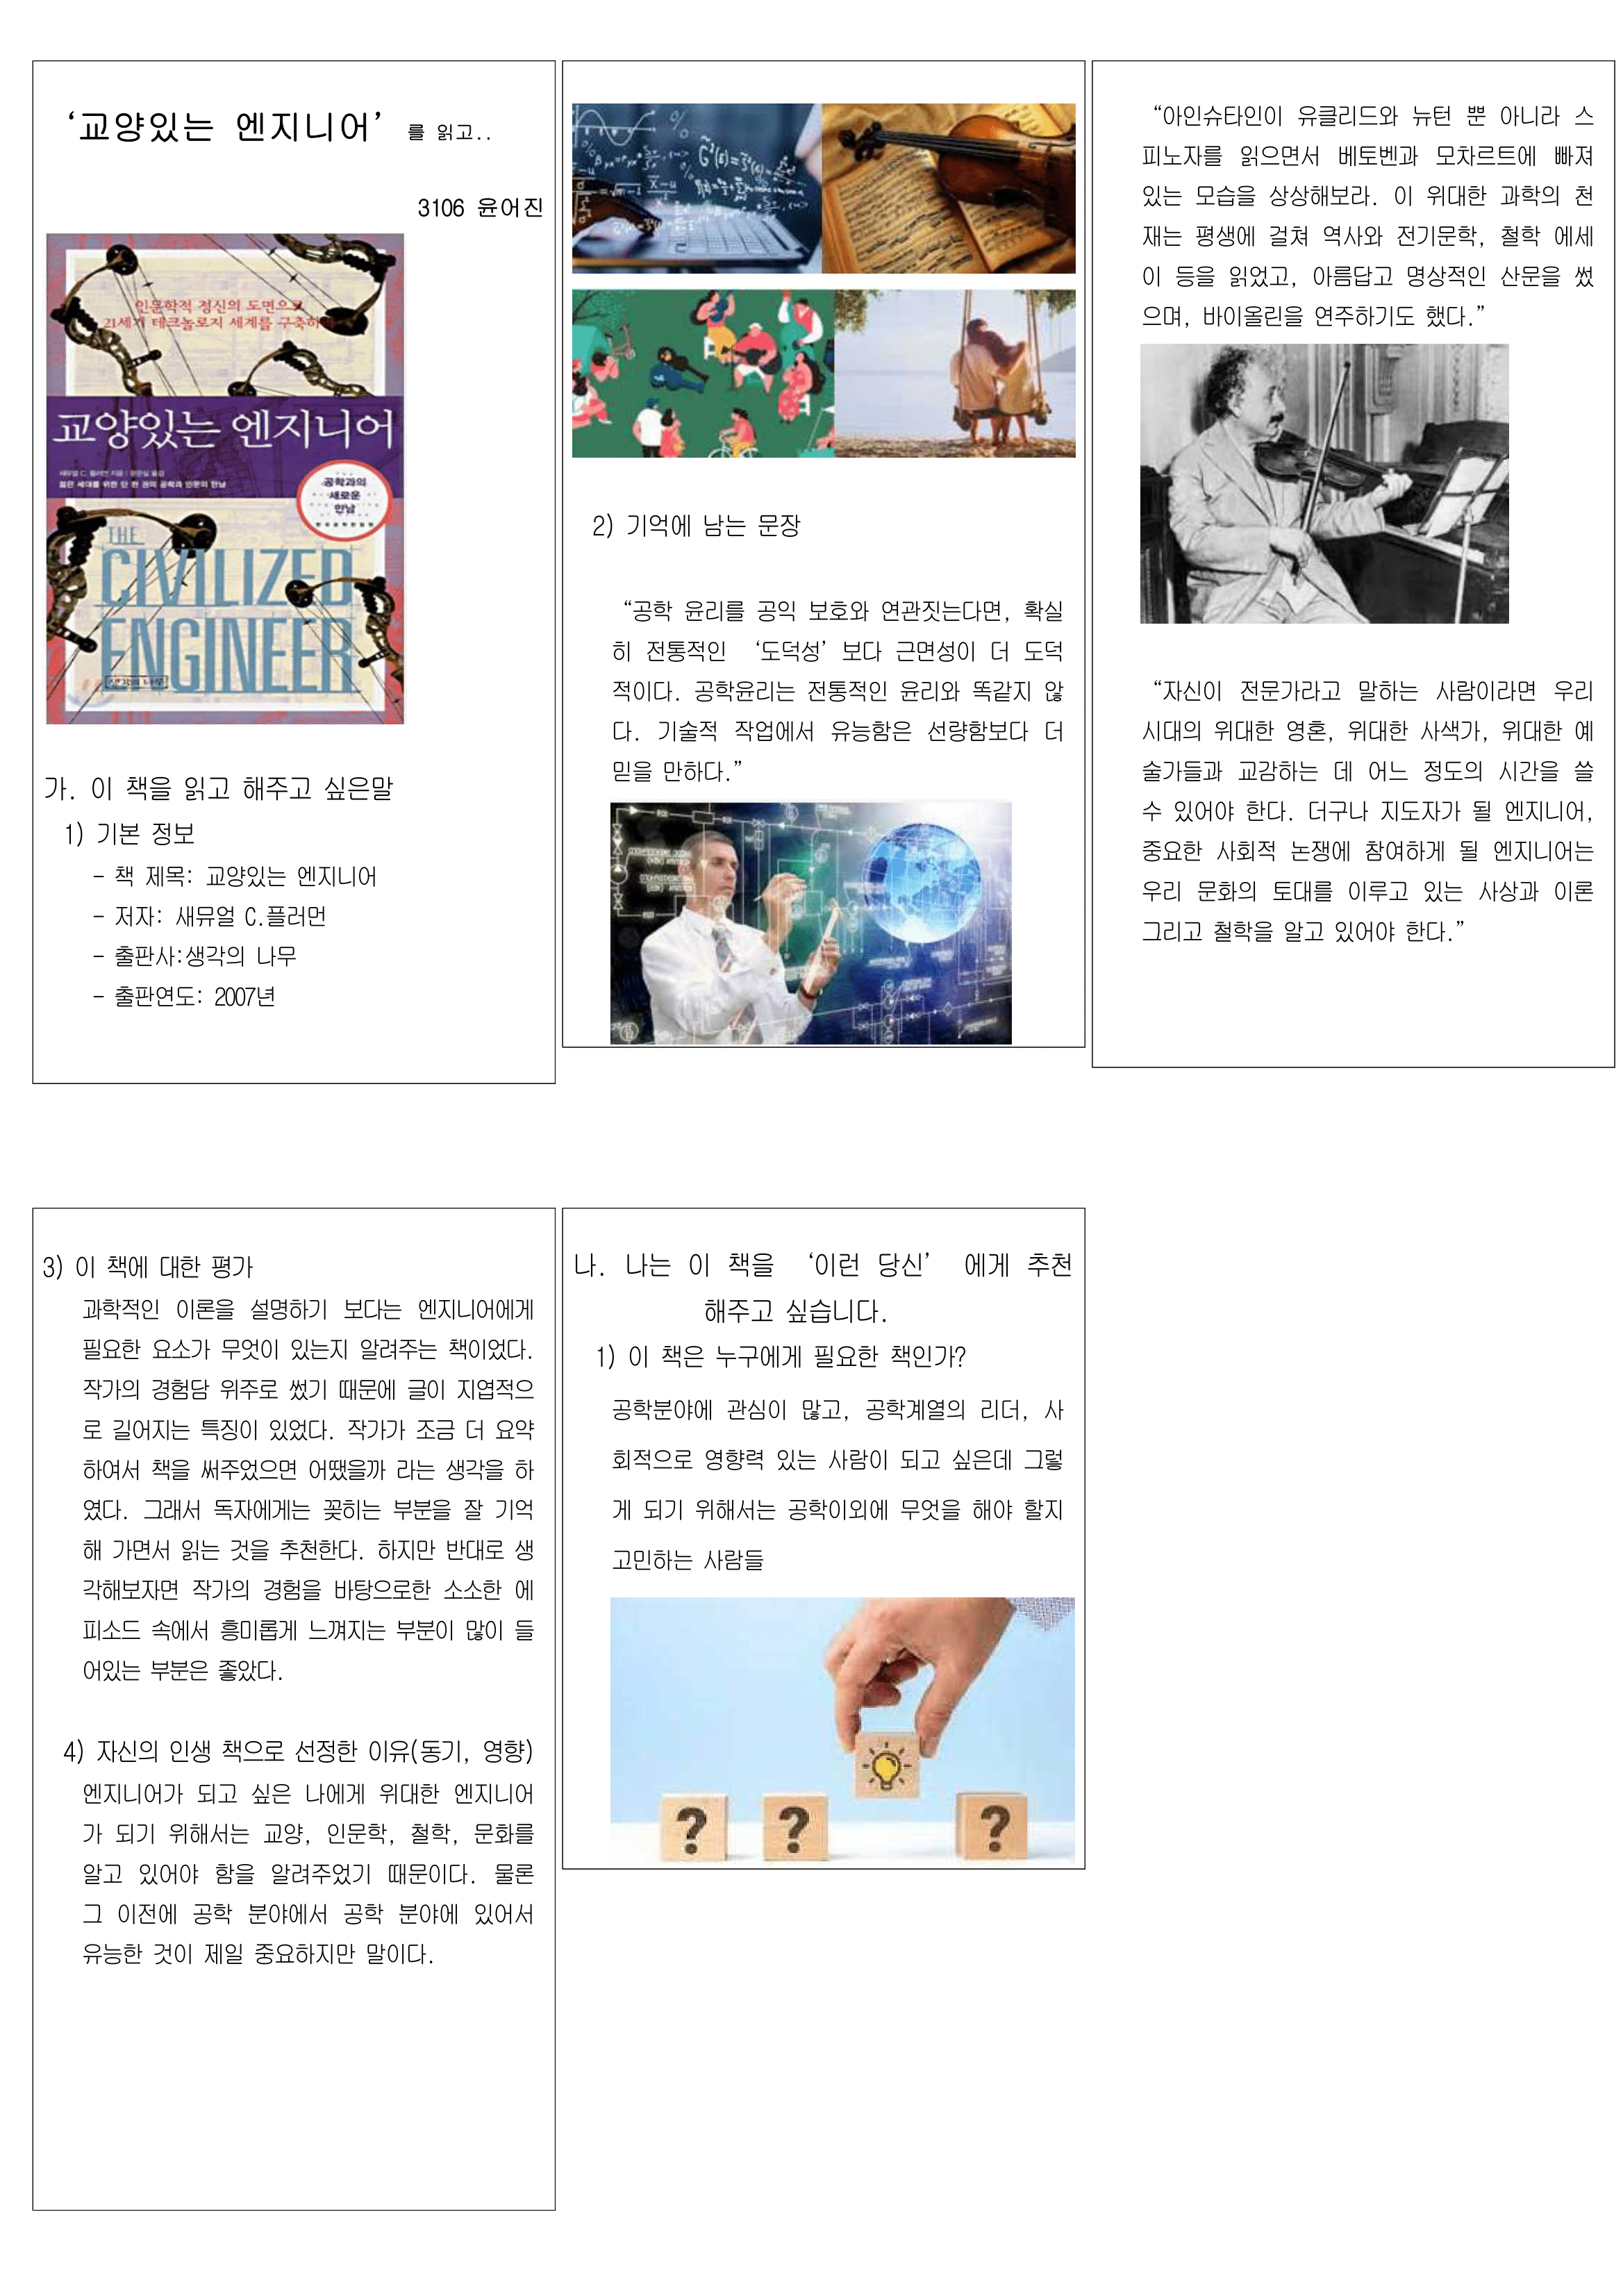 ‘교양있는 엔지니어’ 를 읽고..
3106 윤어진
인문학적 정신의 도면으로
21세기 테크놀로지 세계를 구축하라
교양있는 엔지니어
새뮤얼 C. 플러먼 지음
젊은 세대를 위한 단 한 권의 공학과 인문의 만남
공학과의
새로운
만남
THE
CIVILIZED
ENGINEER
생각의 나무
가. 이 책을 읽고 해주고 싶은말
1) 기본 정보
- 책 제목: 교양있는 엔지니어
- 저자: 새뮤얼 C.플러먼
- 출판사:생각의 나무
- 출판연도: 2007년
2) 기억에 남는 문장
“공학 윤리를 공익 보호와 연관짓는다면, 확실
히 전통적인 ‘도덕성’보다 근면성이 더 도덕
적이다. 공학윤리는 전통적인 윤리와 똑같지 않
다. 기술적 작업에서 유능함은 선량함보다 더
믿을 만하다.”
“아인슈타인이 유클리드와 뉴턴 뿐 아니라 스
피노자를 읽으면서 베토벤과 모차르트에 빠져
있는 모습을 상상해보라. 이 위대한 과학의 천
재는 평생에 걸쳐 역사와 전기문학, 철학 에세
이 등을 읽었고, 아름답고 명상적인 산문을 썼
으며, 바이올린을 연주하기도 했다.”
“자신이 전문가라고 말하는 사람이라면 우리
시대의 위대한 영혼, 위대한 사색가, 위대한 예
술가들과 교감하는 데 어느 정도의 시간을 쓸
수 있어야 한다. 더구나 지도자가 될 엔지니어,
중요한 사회적 논쟁에 참여하게 될 엔지니어는
우리 문화의 토대를 이루고 있는 사상과 이론
그리고 철학을 알고 있어야 한다.”
3) 이 책에 대한 평가
과학적인 이론을 설명하기 보다는 엔지니어에게
필요한 요소가 무엇이 있는지 알려주는 책이었다.
작가의 경험담 위주로 썼기 때문에 글이 지엽적으
로 길어지는 특징이 있었다. 작가가 조금 더 요약
하여서 책을 써주었으면 어땠을까 라는 생각을 하
였다. 그래서 독자에게는 꽂히는 부분을 잘 기억
해 가면서 읽는 것을 추천한다. 하지만 반대로 생
각해보자면 작가의 경험을 바탕으로한 소소한 에
피소드 속에서 흥미롭게 느껴지는 부분이 많이 들
어있는 부분은 좋았다.
4) 자신의 인생 책으로 선정한 이유(동기, 영향)
엔지니어가 되고 싶은 나에게 위대한 엔지니어
가 되기 위해서는 교양, 인문학, 철학, 문화를
알고 있어야 함을 알려주었기 때문이다. 물론
그 이전에 공학 분야에서 공학 분야에 있어서
유능한 것이 제일 중요하지만 말이다.
나. 나는 이 책을 ‘이런 당신’ 에게 추천
해주고 싶습니다.
1) 이 책은 누구에게 필요한 책인가?
공학분야에 관심이 많고, 공학계열의 리더, 사
회적으로 영향력 있는 사람이 되고 싶은데 그렇
게 되기 위해서는 공학이외에 무엇을 해야 할지
고민하는 사람들
? ? ?